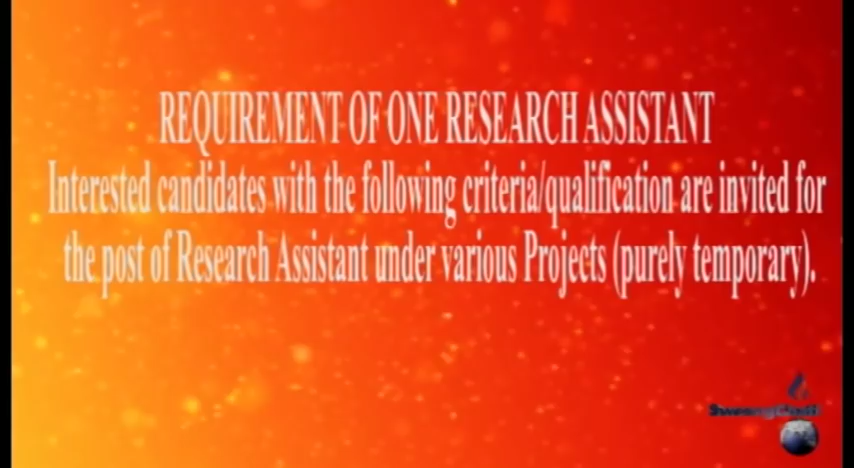 REQUIREMENT OF ONE RESEARCH ASSISTANT
Interested candidates with the following criteria/qualification are invited for
the post of Research Assistant under various Projects (purely temporary).